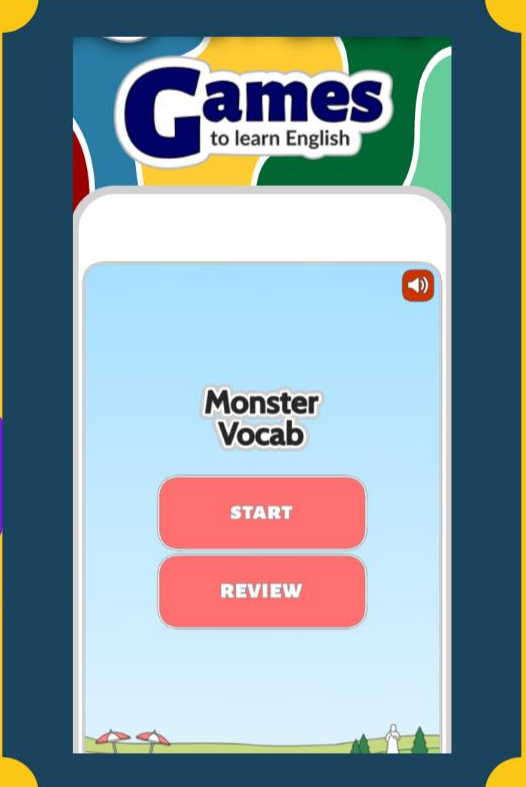 Games
to learn English
Monster
Vocab
START
REVIEW